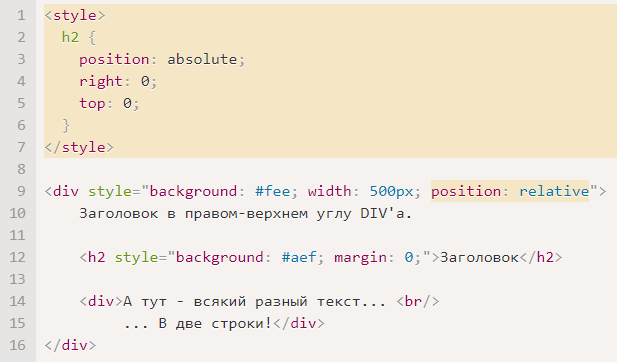 1 <style>
2   h2 {
3     position: absolute;
4     right: 0;
5     top: 0;
6   }
7 </style>
8
9 <div style="background: #fee; width: 500px; position: relative">
10     Заголовок в правом-верхнем углу DIV'а.
11
12     <h2 style="background: #aef; margin: 0;">Заголовок</h2>
13
14     <div>А тут - всякий разный текст... <br/>
15          ... В две строки!</div>
16 </div>